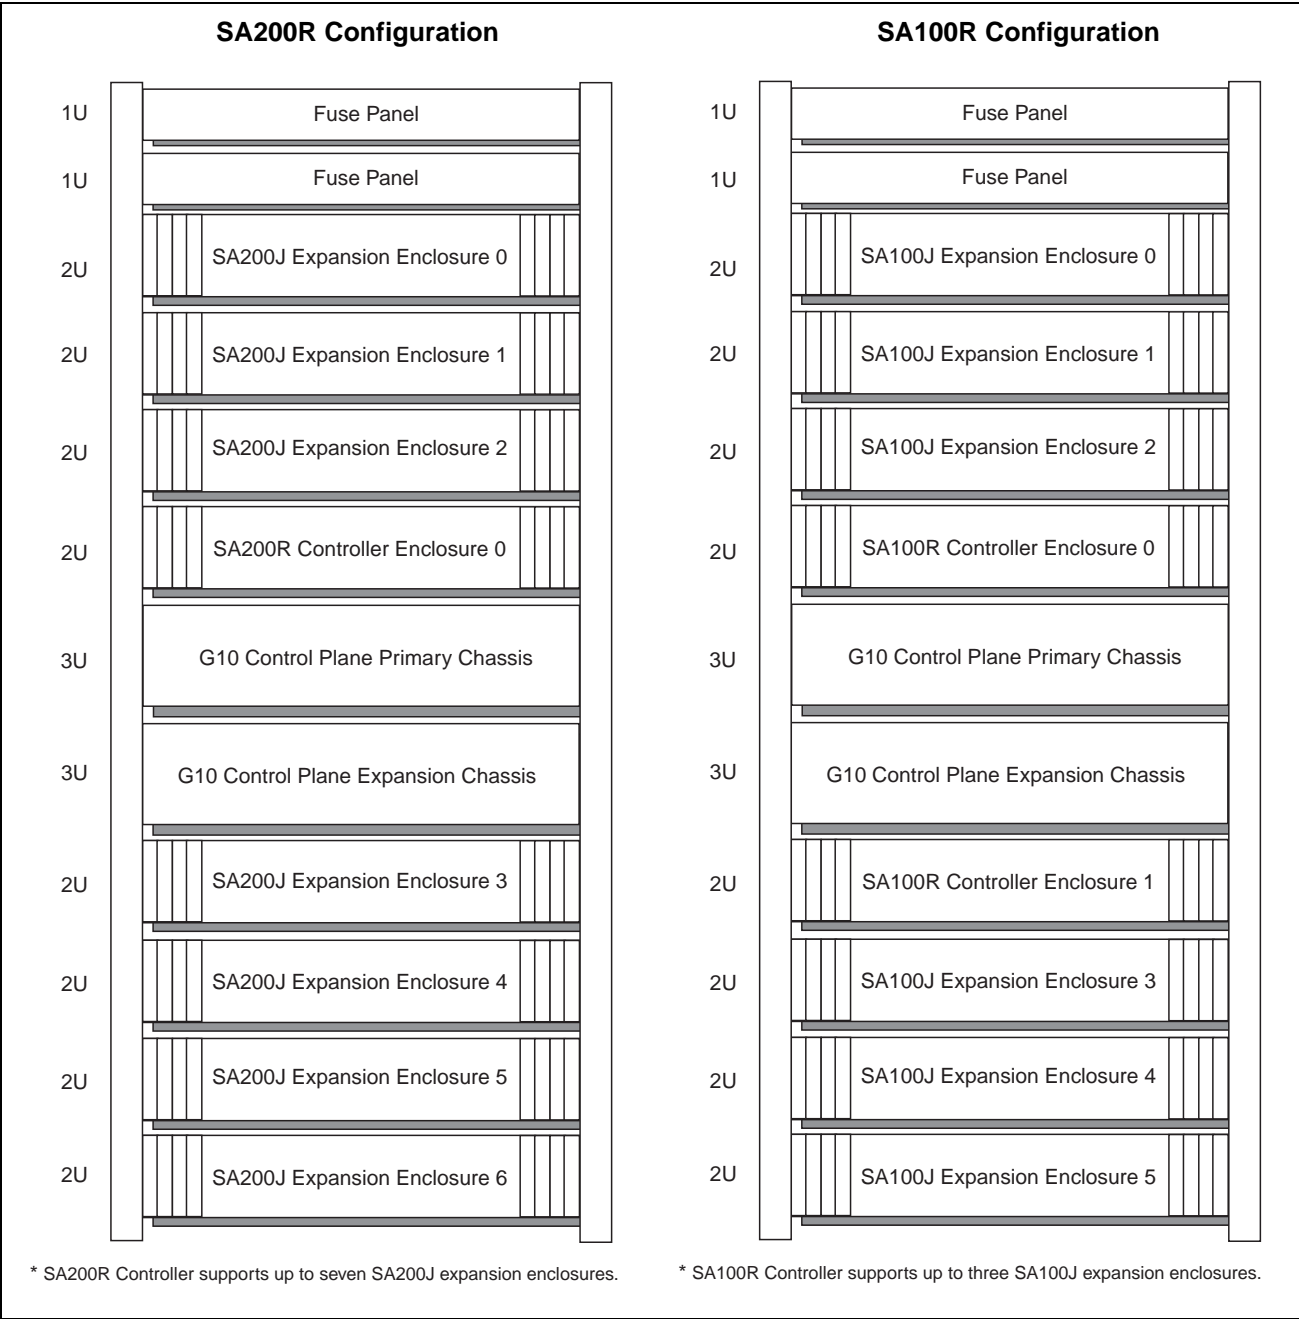 SA200R Configuration
1U Fuse Panel
1U Fuse Panel
2U SA200J Expansion Enclosure 0
2U SA200J Expansion Enclosure 1
2U SA200J Expansion Enclosure 2
2U SA200R Controller Enclosure 0
3U G10 Control Plane Primary Chassis
3U G10 Control Plane Expansion Chassis
2U SA200J Expansion Enclosure 3
2U SA200J Expansion Enclosure 4
2U SA200J Expansion Enclosure 5
2U SA200J Expansion Enclosure 6
* SA200R Controller supports up to seven SA200J expansion enclosures.
SA100R Configuration
1U Fuse Panel
1U Fuse Panel
2U SA100J Expansion Enclosure 0
2U SA100J Expansion Enclosure 1
2U SA100J Expansion Enclosure 2
2U SA100R Controller Enclosure 0
3U G10 Control Plane Primary Chassis
3U G10 Control Plane Expansion Chassis
2U SA100R Controller Enclosure 1
2U SA100J Expansion Enclosure 3
2U SA100J Expansion Enclosure 4
2U SA100J Expansion Enclosure 5
* SA100R Controller supports up to three SA100J expansion enclosures.